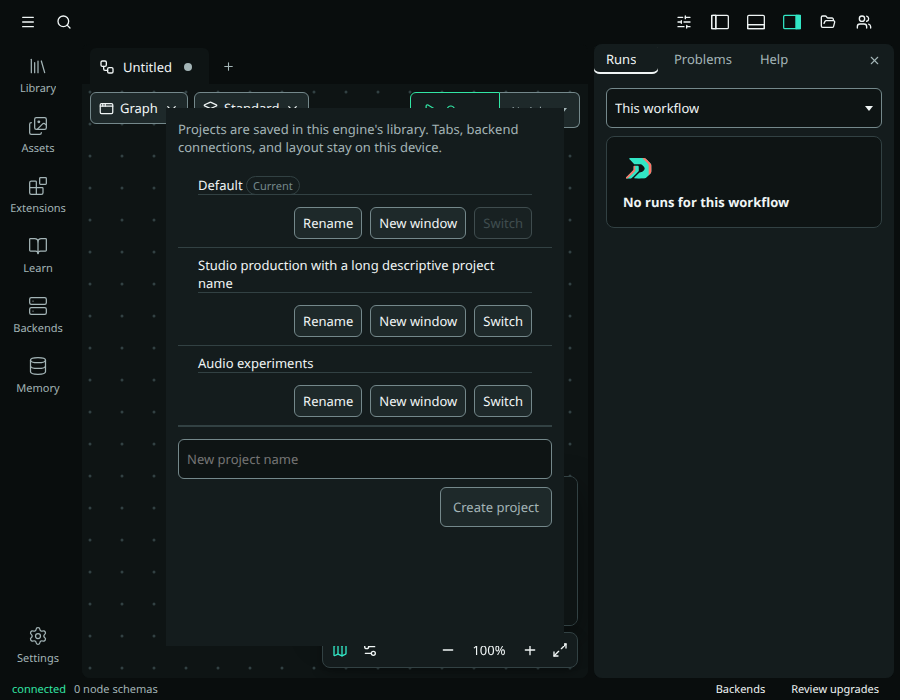 Untitled
Runs
Problems
Help
Library
Assets
Extensions
Learn
Backends
Memory
Settings
Graph
Standard
Projects are saved in this engine's library. Tabs, backend
connections, and layout stay on this device.
Default Current
Rename New window Switch
Studio production with a long descriptive project
name
Rename New window Switch
Audio experiments
Rename New window Switch
New project name
Create project
100%
This workflow
No runs for this workflow
connected 0 node schemas
Backends Review upgrades